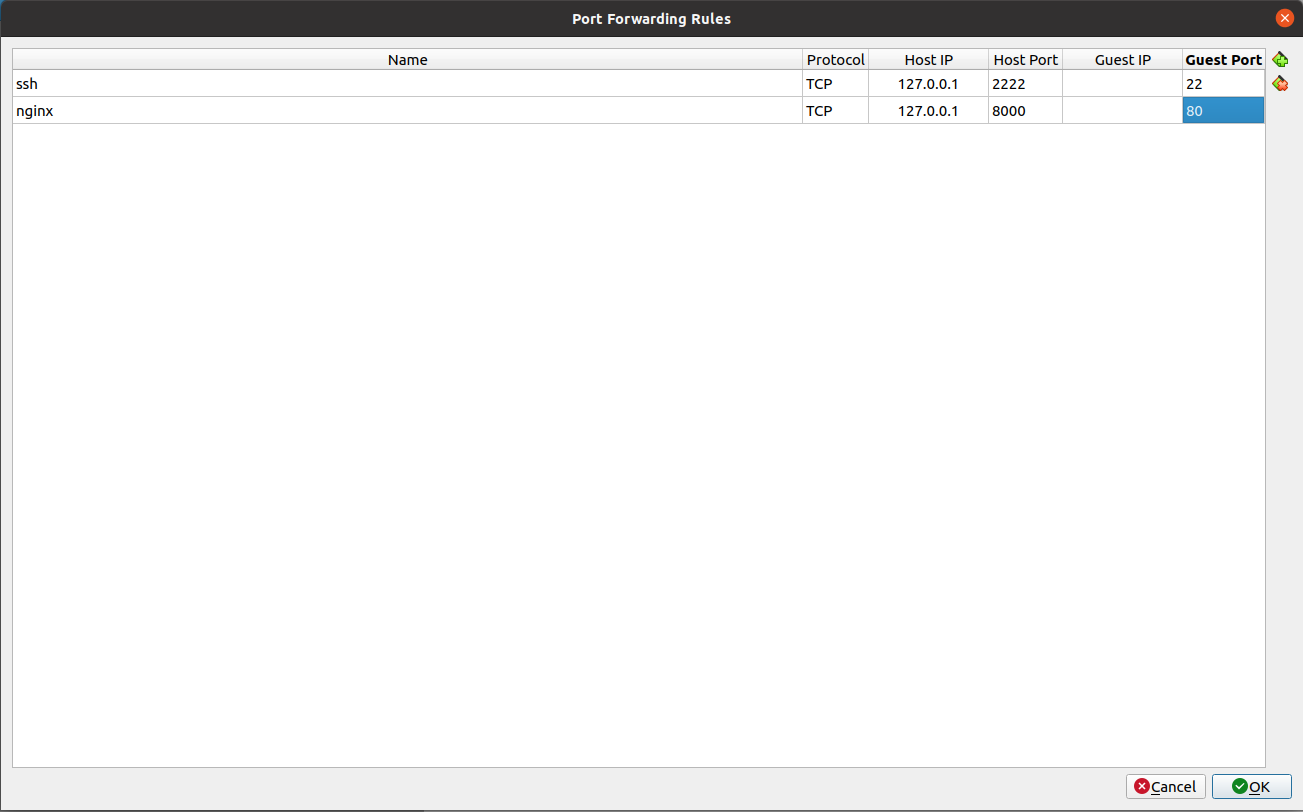 Port Forwarding Rules
Name Protocol Host IP Host Port Guest IP Guest Port
ssh TCP 127.0.0.1 2222 22
nginx TCP 127.0.0.1 8000 80
Cancel OK